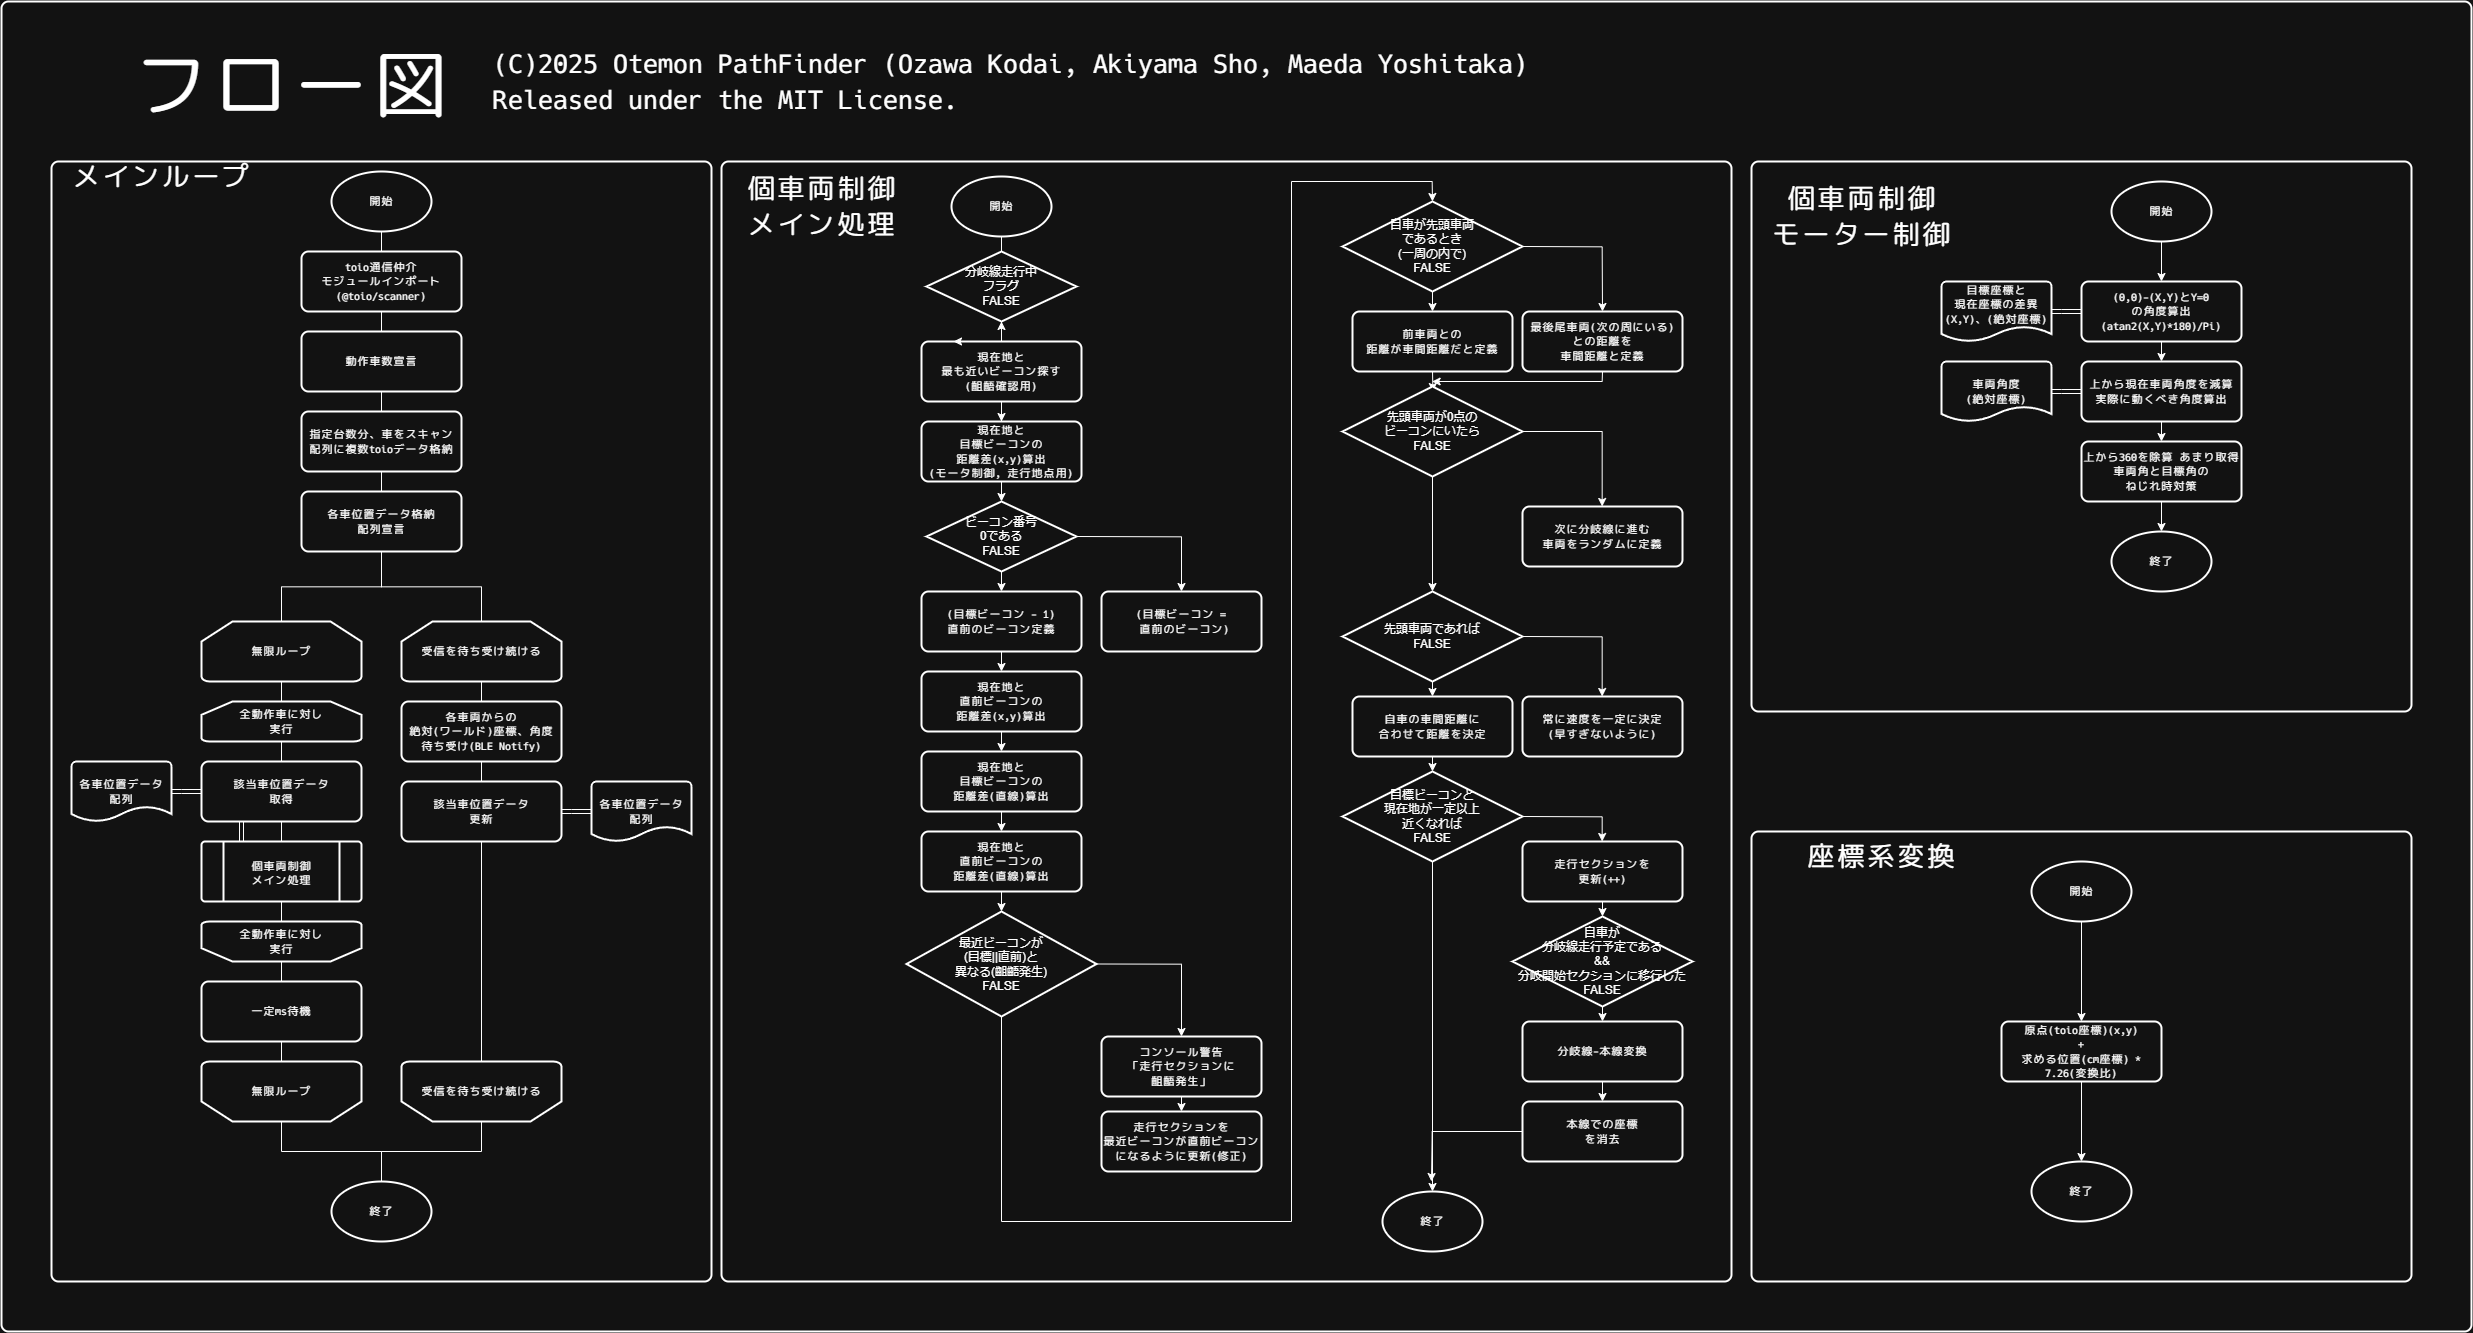 フロー図
(C)2025 Otemon PathFinder (Ozawa Kodai, Akiyama Sho, Maeda Yoshitaka)
Released under the MIT License.
メインループ
開始
toio通信仲介
モジュールインポート
(@toio/scanner)
動作車数宣言
指定台数分、車をスキャン
配列に複数toioデータ格納
各車位置データ格納
配列宣言
無限ループ
全動作車に対し
実行
各車位置データ
配列
該当車位置データ
取得
個車両制御
メイン処理
全動作車に対し
実行
一定ms待機
無限ループ
受信を待ち受け続ける
各車両からの
絶対(ワールド)座標、角度
待ち受け(BLE Notify)
該当車位置データ
更新
各車位置データ
配列
受信を待ち受け続ける
終了
個車両制御
メイン処理
開始
分岐線走行中
フラグ
FALSE
現在地と
最も近いビーコン探す
(齟齬確認用)
現在地と
目標ビーコンの
距離差(x,y)算出
(モータ制御, 走行地点用)
ビーコン番号
0である
FALSE
(目標ビーコン - 1)
直前のビーコン定義
(目標ビーコン =
直前のビーコン)
現在地と
直前ビーコンの
距離差(x,y)算出
現在地と
目標ビーコンの
距離差(直線)算出
現在地と
直前ビーコンの
距離差(直線)算出
最近ビーコンが
(目標||直前)と
異なる(齟齬発生)
FALSE
コンソール警告
「走行セクションに
齟齬発生」
走行セクションを
最近ビーコンが直前ビーコン
になるように更新(修正)
自車が先頭車両
であるとき
(一周の内で)
FALSE
前車両との
距離が車間距離だと定義
最後尾車両(次の周にいる)
との距離を
車間距離と定義
先頭車両が0点の
ビーコンにいたら
FALSE
次に分岐線に進む
車両をランダムに定義
先頭車両であれば
FALSE
自車の車間距離に
合わせて距離を決定
常に速度を一定に決定
(早すぎないように)
目標ビーコンと
現在地が一定以上
近くなれば
FALSE
走行セクションを
更新(++)
自車が
分岐線走行予定である
&&
分岐開始セクションに移行した
FALSE
分岐線-本線変換
本線での座標
を消去
終了
個車両制御
モーター制御
開始
目標座標と
現在座標の差異
(X,Y)、(絶対座標)
(0,0)-(X,Y)とY=0
の角度算出
(atan2(X,Y)*180)/Pi)
車両角度
(絶対座標)
上から現在車両角度を減算
実際に動くべき角度算出
上から360を除算 あまり取得
車両角と目標角の
ねじれ時対策
終了
座標系変換
開始
原点(toio座標)(x,y)
+
求める位置(cm座標) *
7.26(変換比)
終了